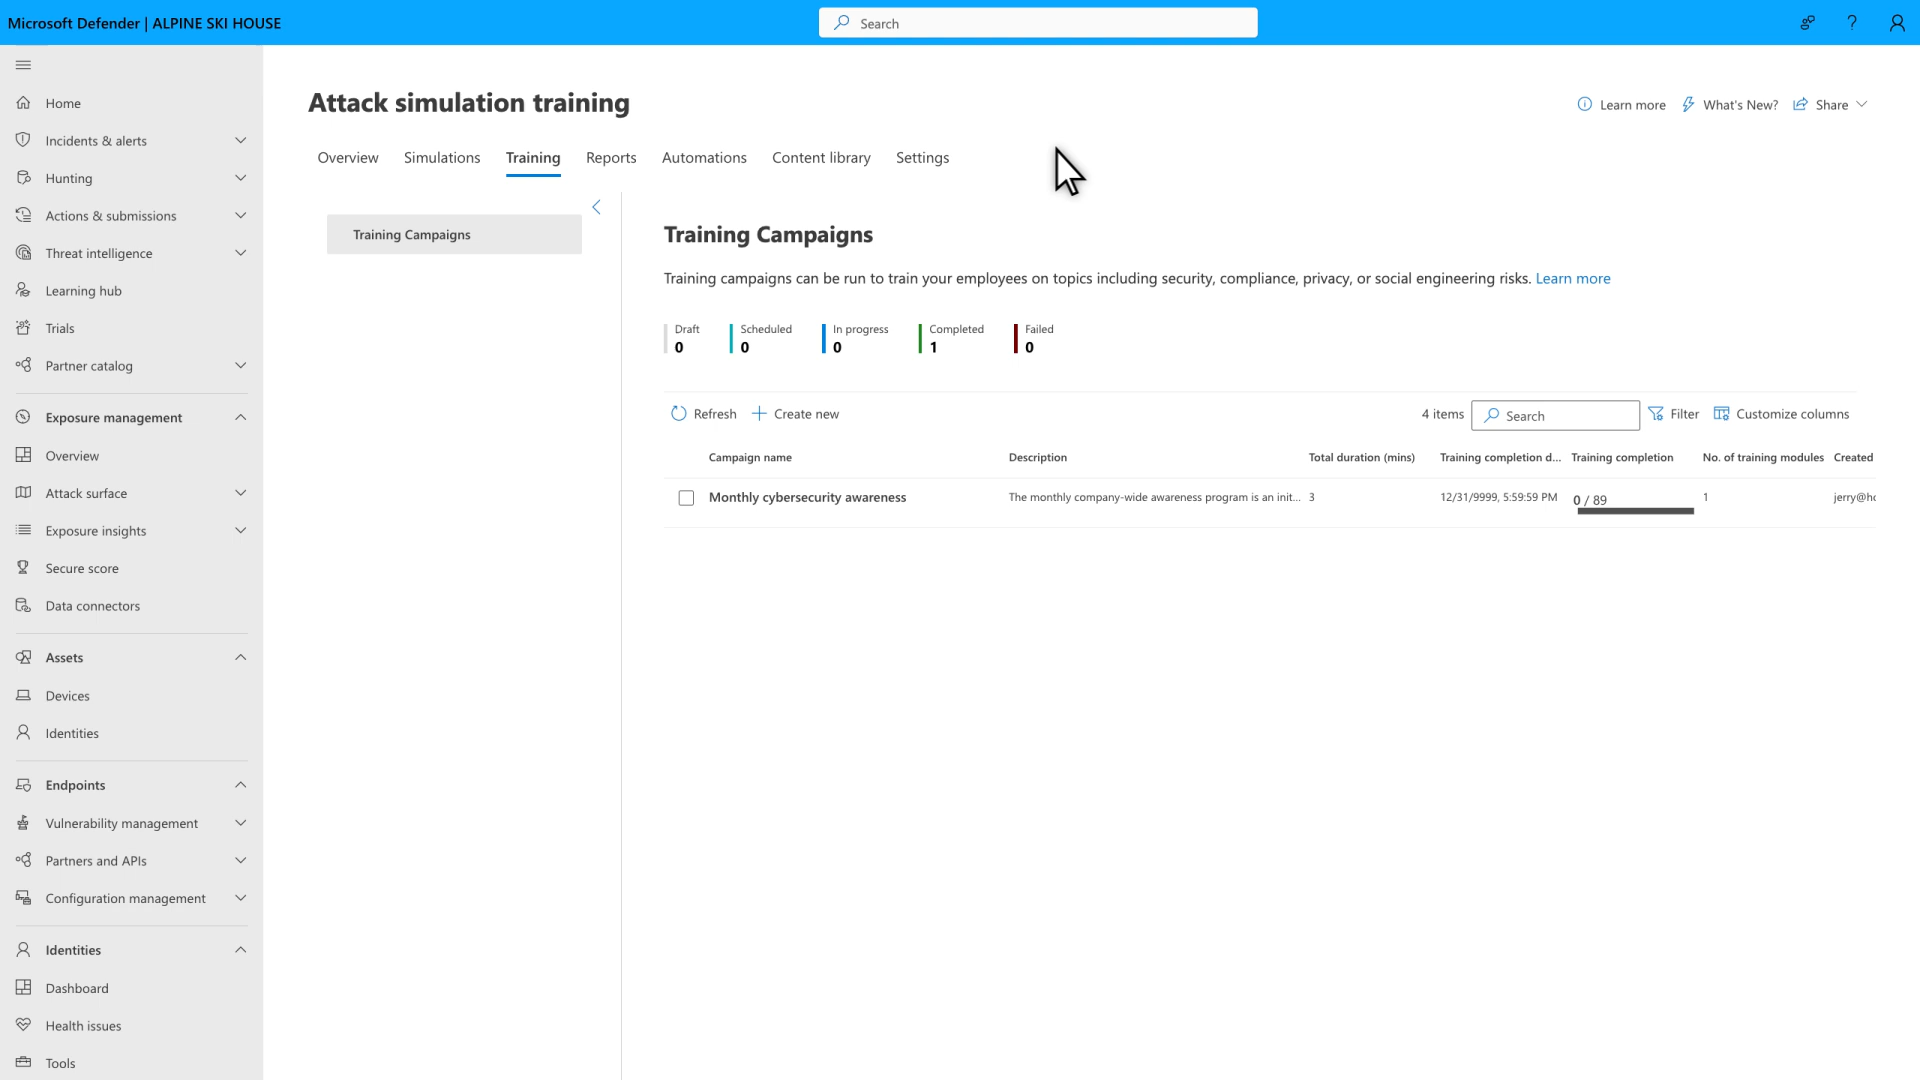 Microsoft Defender | ALPINE SKI HOUSE
Search
Home
Incidents & alerts
Hunting
Actions & submissions
Threat intelligence
Learning hub
Trials
Partner catalog
Exposure management
Overview
Attack surface
Exposure insights
Secure score
Data connectors
Assets
Devices
Identities
Endpoints
Vulnerability management
Partners and APIs
Configuration management
Identities
Dashboard
Health issues
Tools
Attack simulation training
Learn more What's New? Share
Overview Simulations Training Reports Automations Content library Settings
Training Campaigns
Training Campaigns
Training campaigns can be run to train your employees on topics including security, compliance, privacy, or social engineering risks. Learn more
Draft Scheduled In progress Completed Failed
0 0 0 1 0
Refresh Create new 4 items Search Filter Customize columns
Campaign name Description Total duration (mins) Training completion d... Training completion No. of training modules Created
Monthly cybersecurity awareness The monthly company-wide awareness program is an init... 3 12/31/9999, 5:59:59 PM 0 / 89 1 jerry@hc